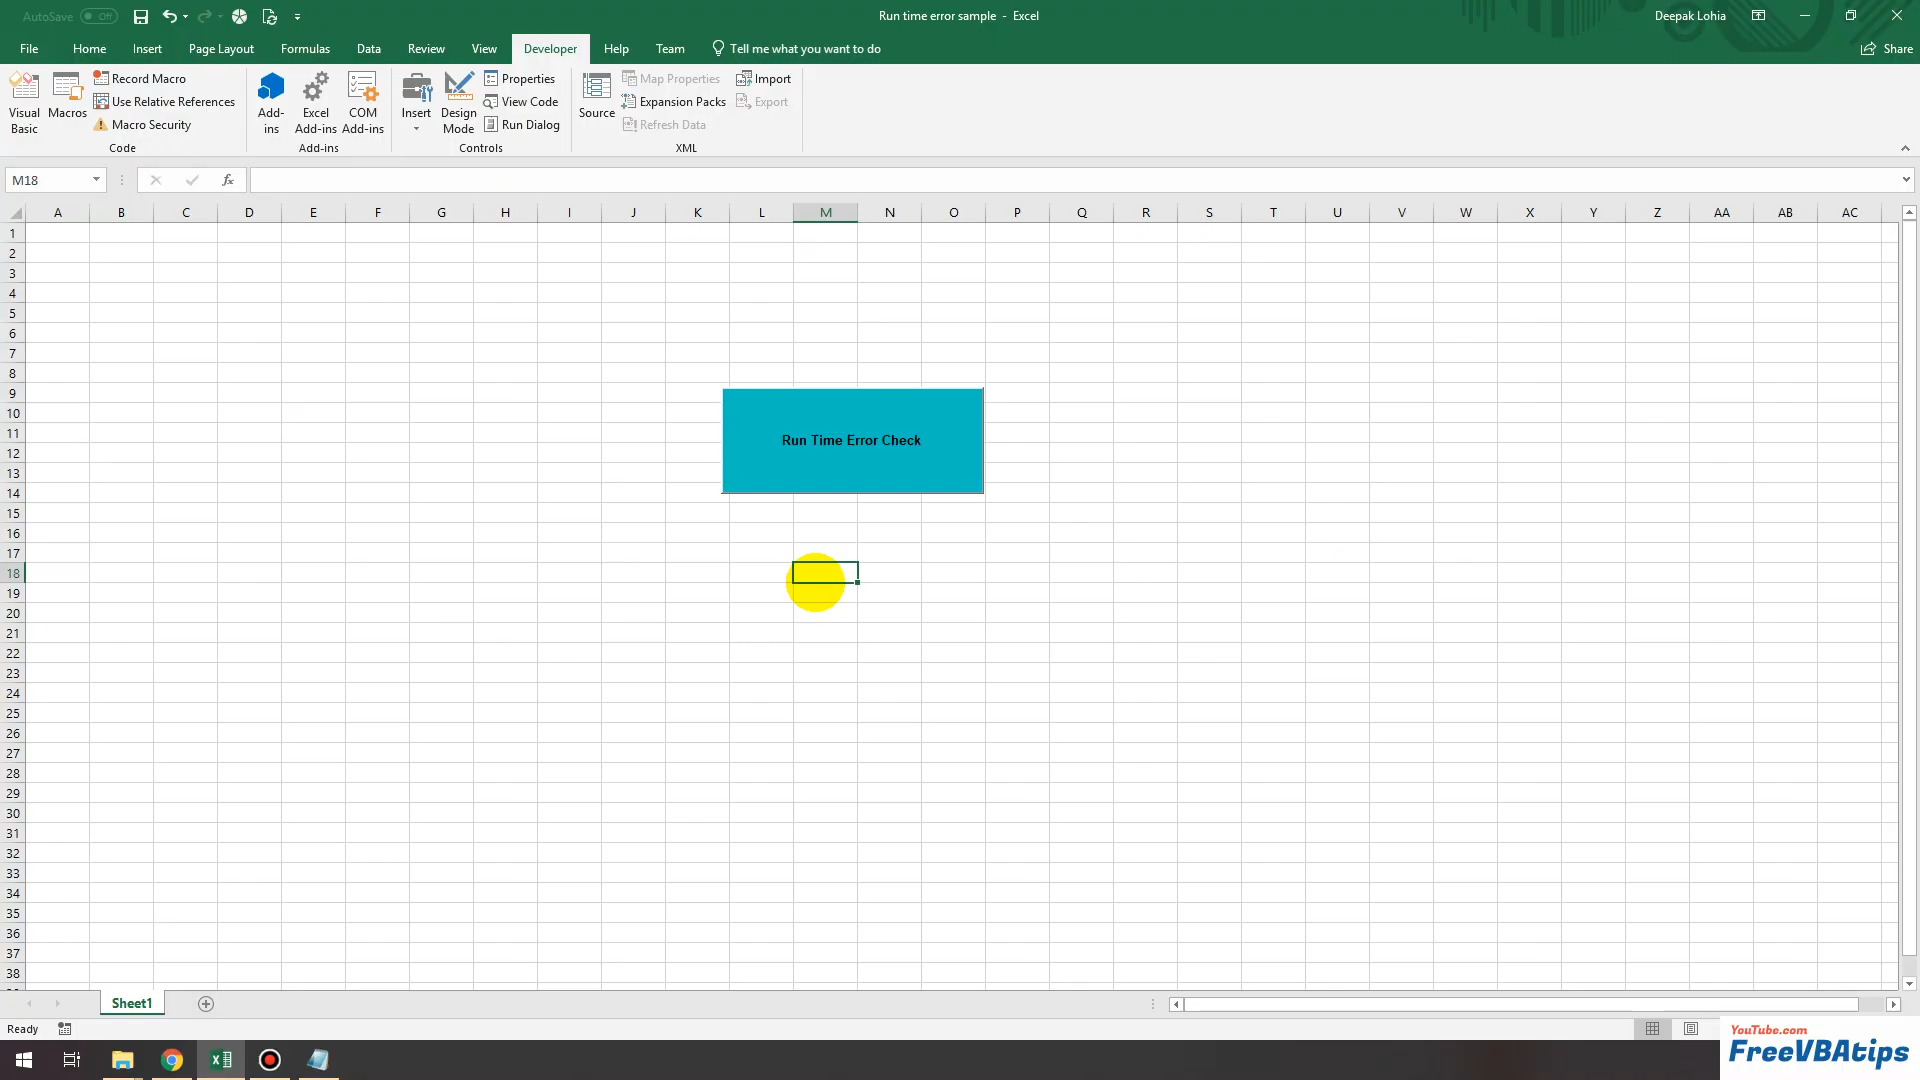 AutoSave Off
Run time error sample - Excel
Deepak Lohia
File Home Insert Page Layout Formulas Data Review View Developer Help Team Tell me what you want to do
Share
Visual Basic
Macros
Record Macro
Use Relative References
Macro Security
Code
Add-ins
Excel Add-ins
COM Add-ins
Add-ins
Insert
Design Mode
Properties
View Code
Run Dialog
Controls
Source
Map Properties
Expansion Packs
Refresh Data
Import
Export
XML
M18
fx
A B C D E F G H I J K L M N O P Q R S T U V W X Y Z AA AB AC
1
2
3
4
5
6
7
8
9
10
11
12
13
14
15
16
17
18
19
20
21
22
23
24
25
26
27
28
29
30
31
32
33
34
35
36
37
38
Run Time Error Check
Sheet1
Ready
YouTube.com
FreeVBAtips